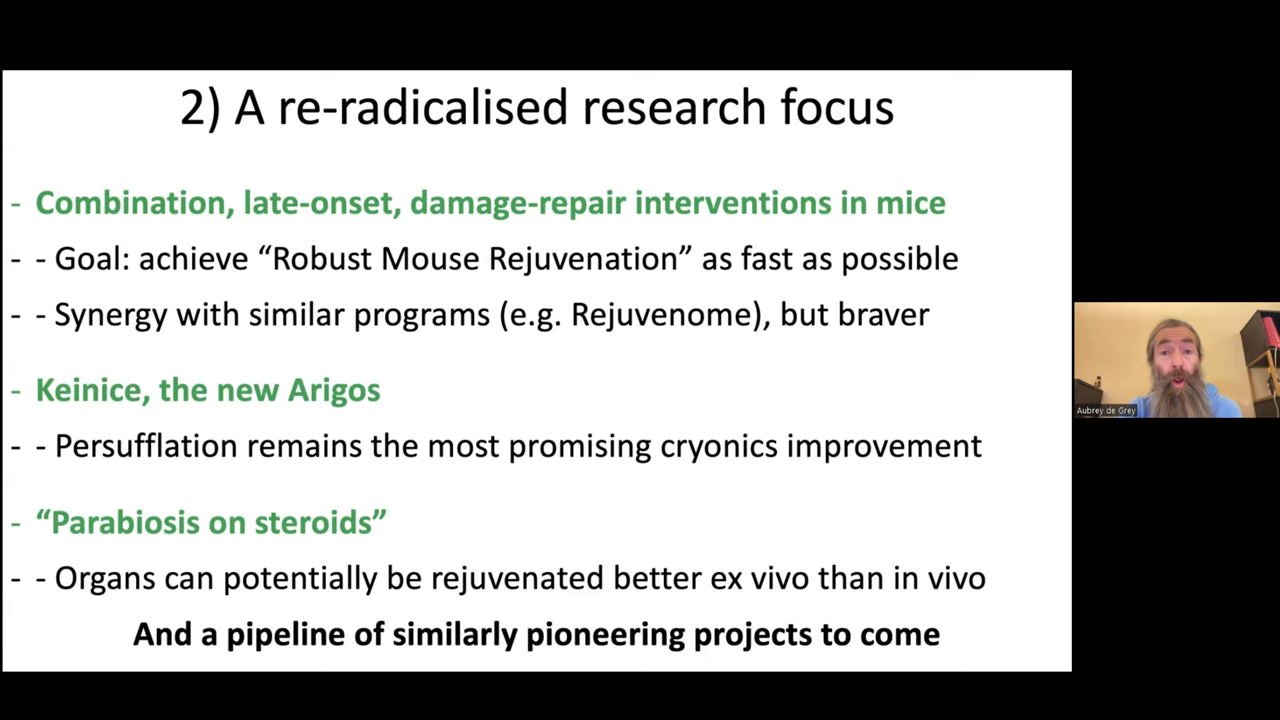 2) A re-radicalised research focus
- Combination, late-onset, damage-repair interventions in mice
- - Goal: achieve “Robust Mouse Rejuvenation” as fast as possible
- - Synergy with similar programs (e.g. Rejuvenome), but braver
- Keinice, the new Arigos
- - Persufflation remains the most promising cryonics improvement
- “Parabiosis on steroids”
- - Organs can potentially be rejuvenated better ex vivo than in vivo
And a pipeline of similarly pioneering projects to come
Aubrey de Grey